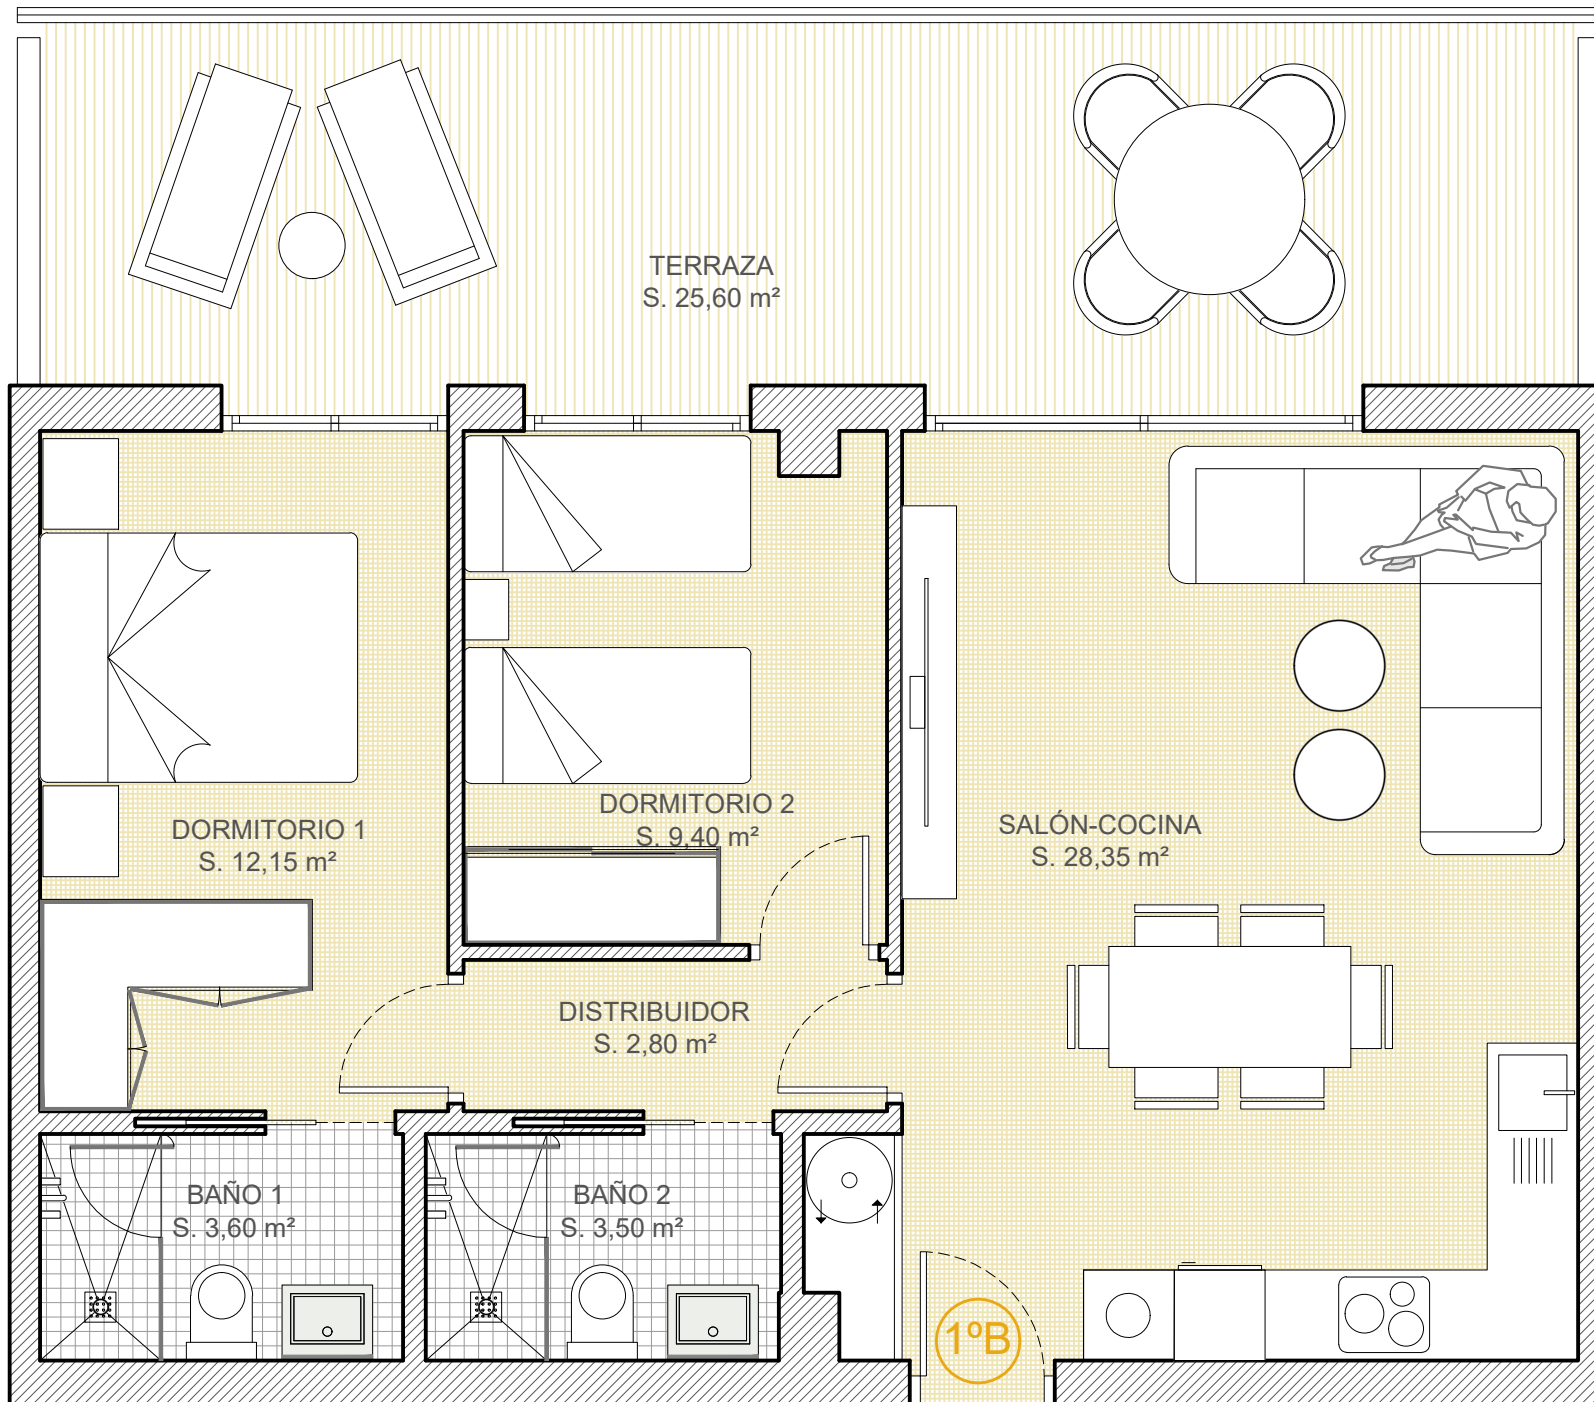 TERRAZA
S. 25,60 m²
DORMITORIO 1
S. 12,15 m²
DORMITORIO 2
S. 9,40 m²
SALÓN-COCINA
S. 28,35 m²
DISTRIBUIDOR
S. 2,80 m²
BAÑO 1
S. 3,60 m²
BAÑO 2
S. 3,50 m²
1ºB